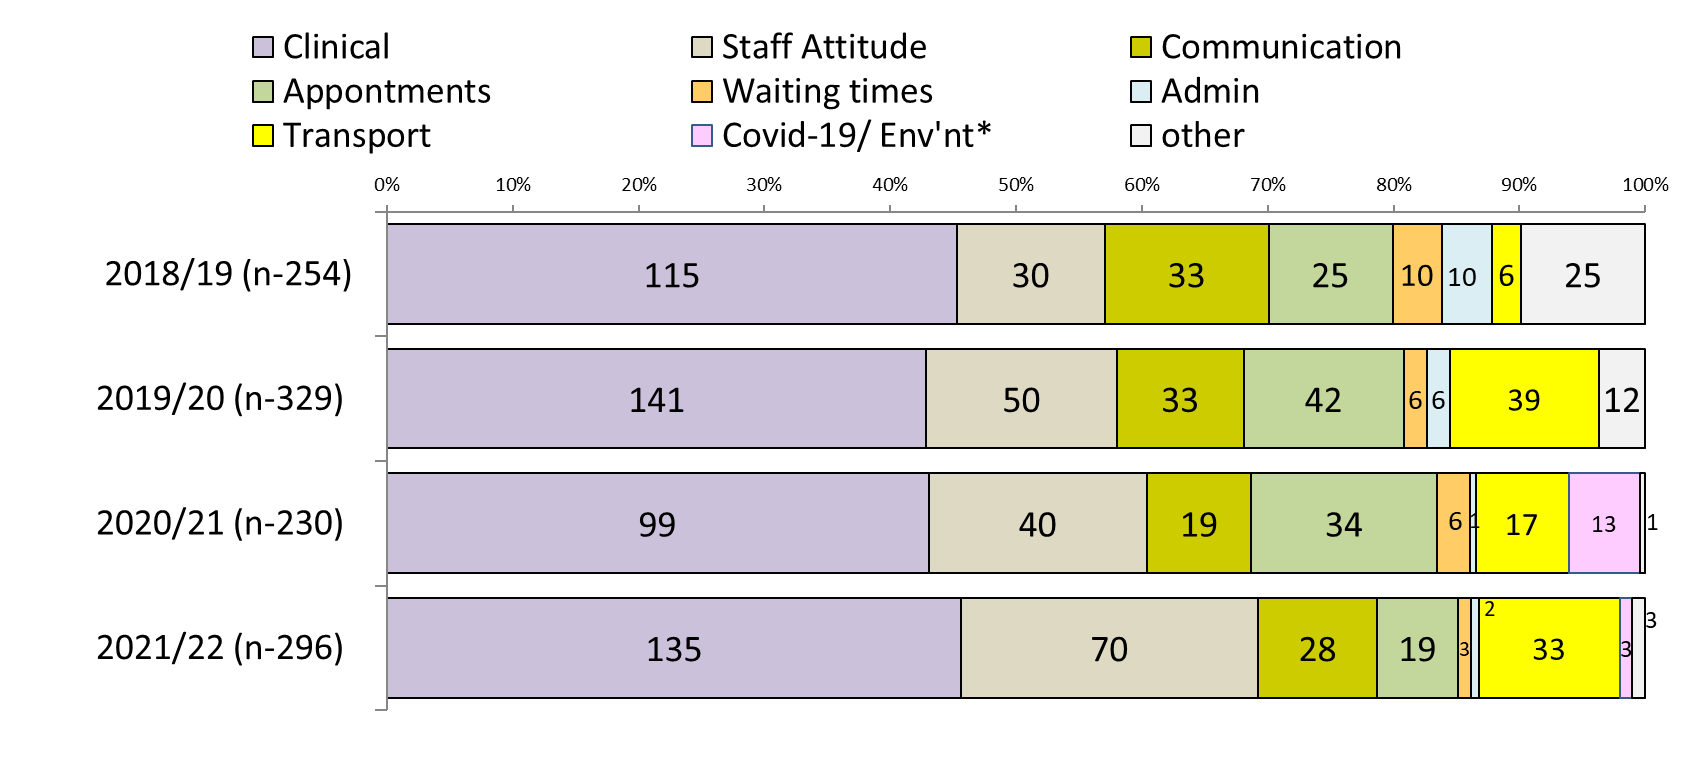 Clinical Staff Attitude Communication
Appontments Waiting times Admin
Transport Covid-19/ Env'nt* other
0% 10% 20% 30% 40% 50% 60% 70% 80% 90% 100%
2018/19 (n-254) 115 30 33 25 10 10 6 25
2019/20 (n-329) 141 50 33 42 6 6 39 12
2020/21 (n-230) 99 40 19 34 6 1 17 13 1
2021/22 (n-296) 135 70 28 19 3 2 33 3 3